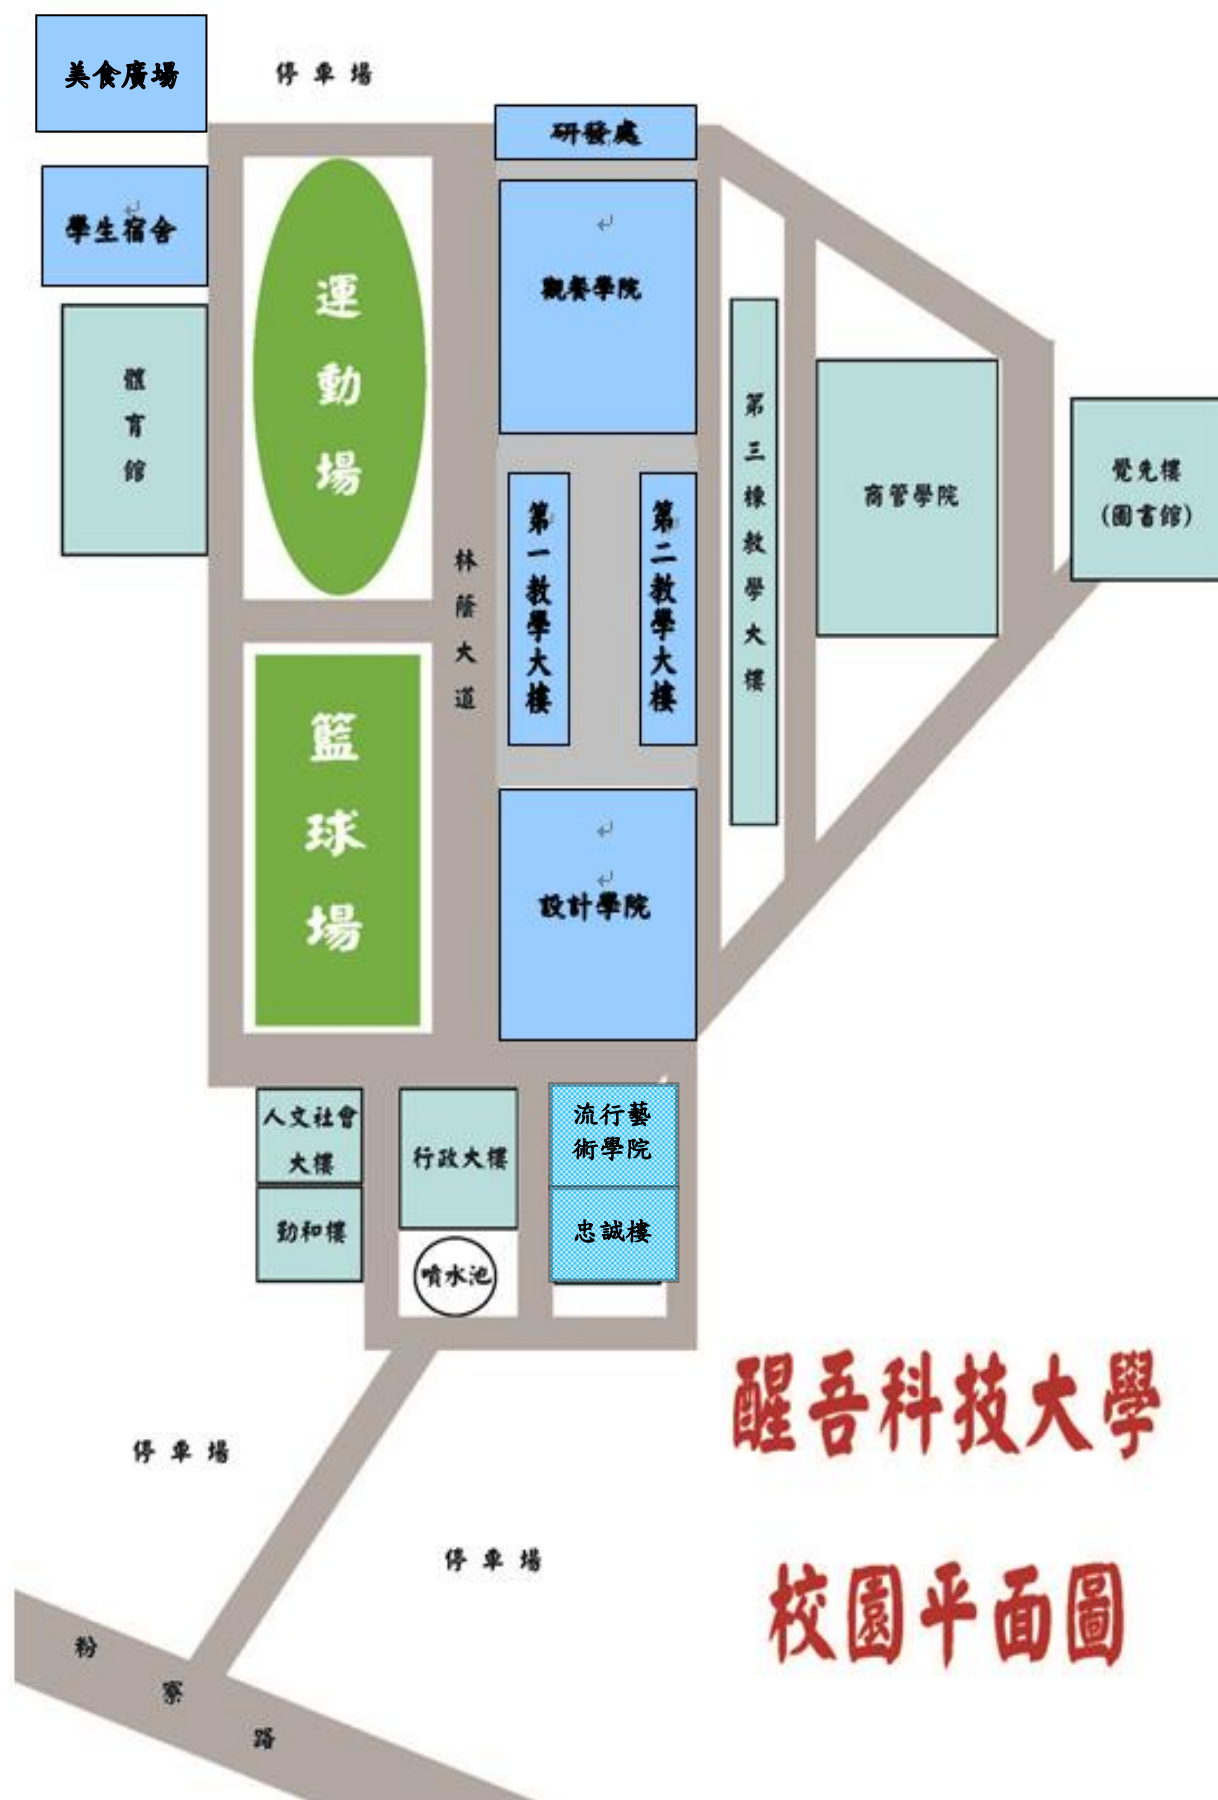 美食廣場
停車場
研發處
學生宿舍
觀餐學院
運動場
體育館
第三棟教學大樓
商管學院
覺先樓
(圖書館)
林蔭大道
第一教學大樓
第二教學大樓
籃球場
設計學院
人文社會
大樓
行政大樓
流行藝
術學院
勤和樓
忠誠樓
噴水池
醒吾科技大學
校園平面圖
停車場
停車場
粉寮路